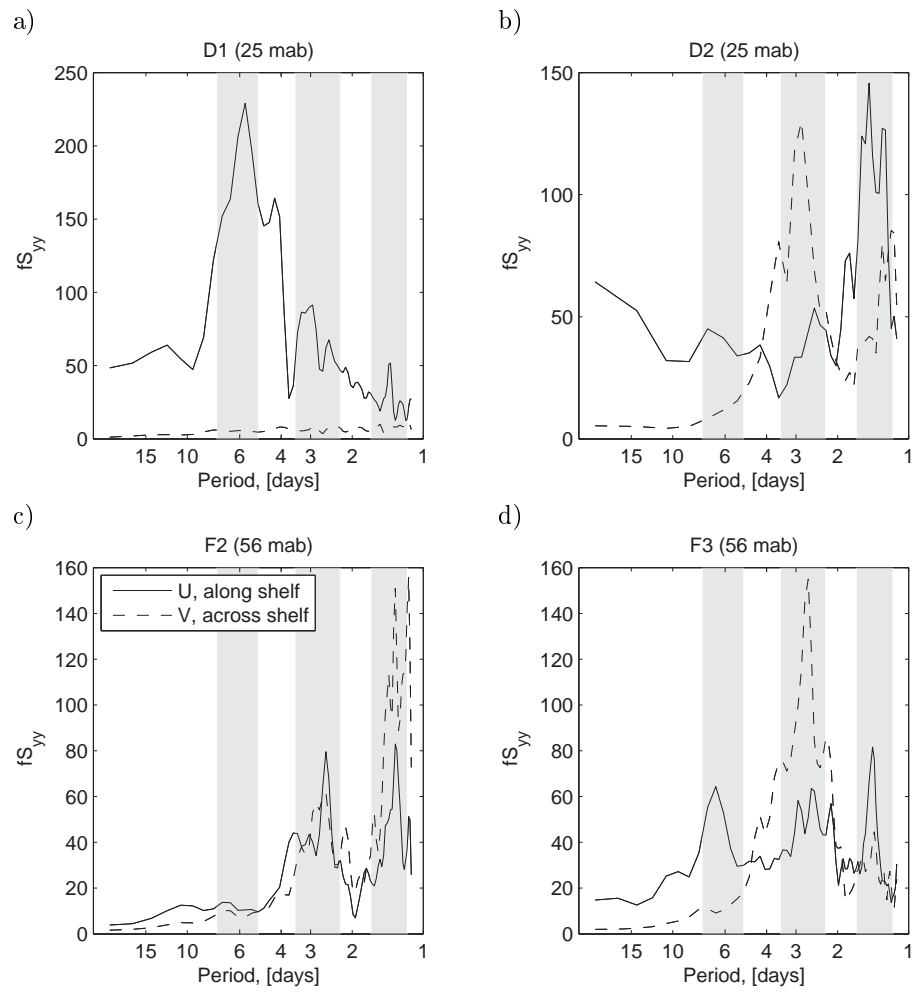 a)
D1 (25 mab)
250
200
150
100
50
0
fSyy
15 10 6 4 3 2 1
Period, [days]
b)
D2 (25 mab)
150
100
50
0
fSyy
15 10 6 4 3 2 1
Period, [days]
c)
F2 (56 mab)
160
140
120
100
80
60
40
20
0
fSyy
U, along shelf
V, across shelf
15 10 6 4 3 2 1
Period, [days]
d)
F3 (56 mab)
160
140
120
100
80
60
40
20
0
fSyy
15 10 6 4 3 2 1
Period, [days]